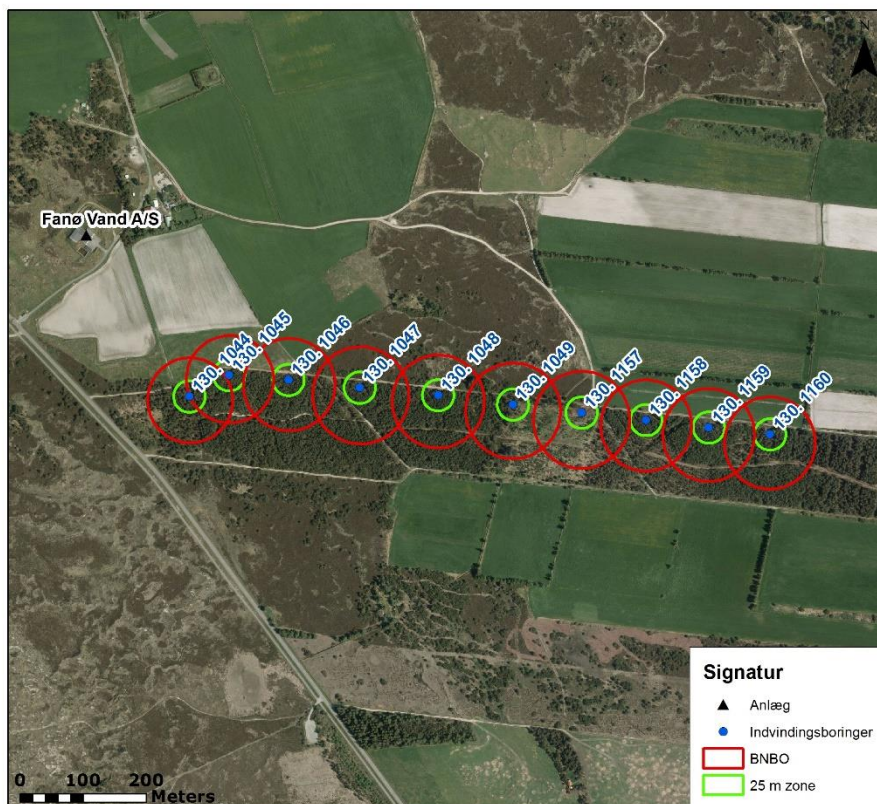 N
Fanø Vand A/S
130. 1044
130. 1045
130. 1046
130. 1047
130. 1048
130. 1049
130. 1157
130. 1158
130. 1159
130. 1160
Signatur
Anlæg
Indvindingsboringer
BNBO
25 m zone
0 100 200
Meters